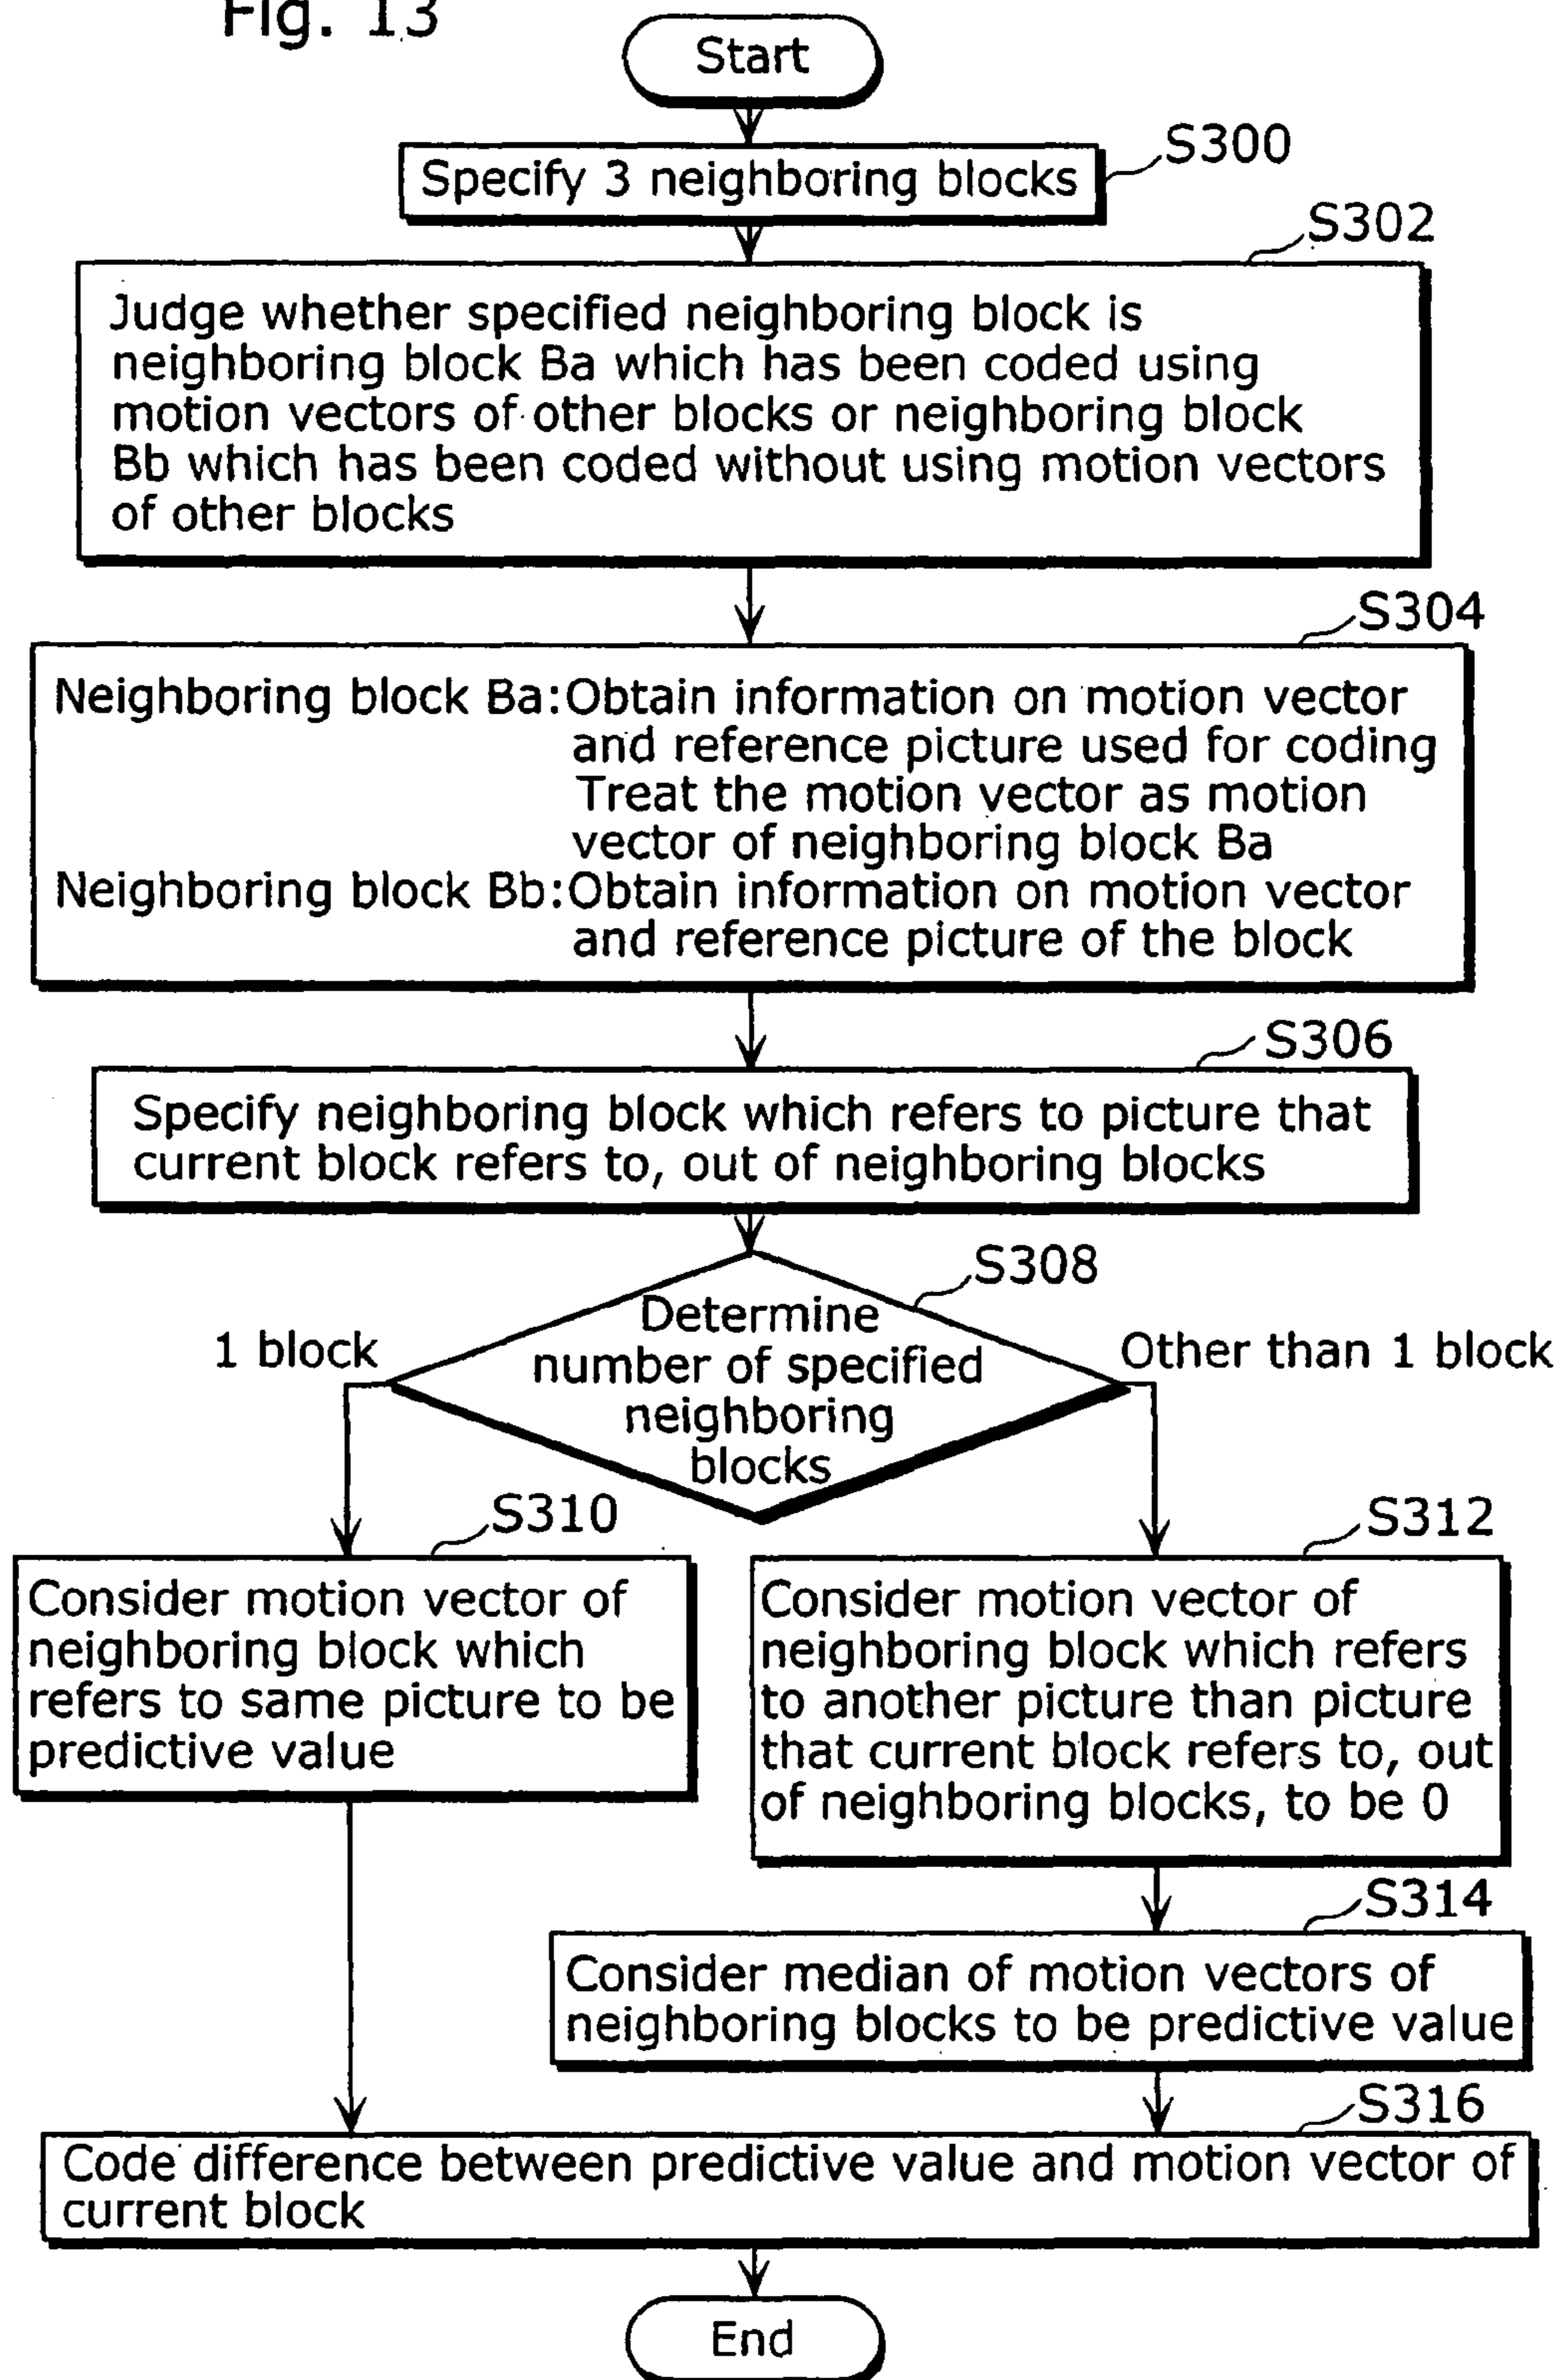 Fig. 13
Start
S300
Specify 3 neighboring blocks
S302
Judge whether specified neighboring block is
neighboring block Ba which has been coded using
motion vectors of other blocks or neighboring block
Bb which has been coded without using motion vectors
of other blocks
S304
Neighboring block Ba:Obtain information on motion vector
and reference picture used for coding
Treat the motion vector as motion
vector of neighboring block Ba
Neighboring block Bb:Obtain information on motion vector
and reference picture of the block
S306
Specify neighboring block which refers to picture that
current block refers to, out of neighboring blocks
S308
Determine
number of specified
neighboring
blocks
1 block
Other than 1 block
S310
Consider motion vector of
neighboring block which
refers to same picture to be
predictive value
S312
Consider motion vector of
neighboring block which refers
to another picture than picture
that current block refers to, out
of neighboring blocks, to be 0
S314
Consider median of motion vectors of
neighboring blocks to be predictive value
S316
Code difference between predictive value and motion vector of
current block
End